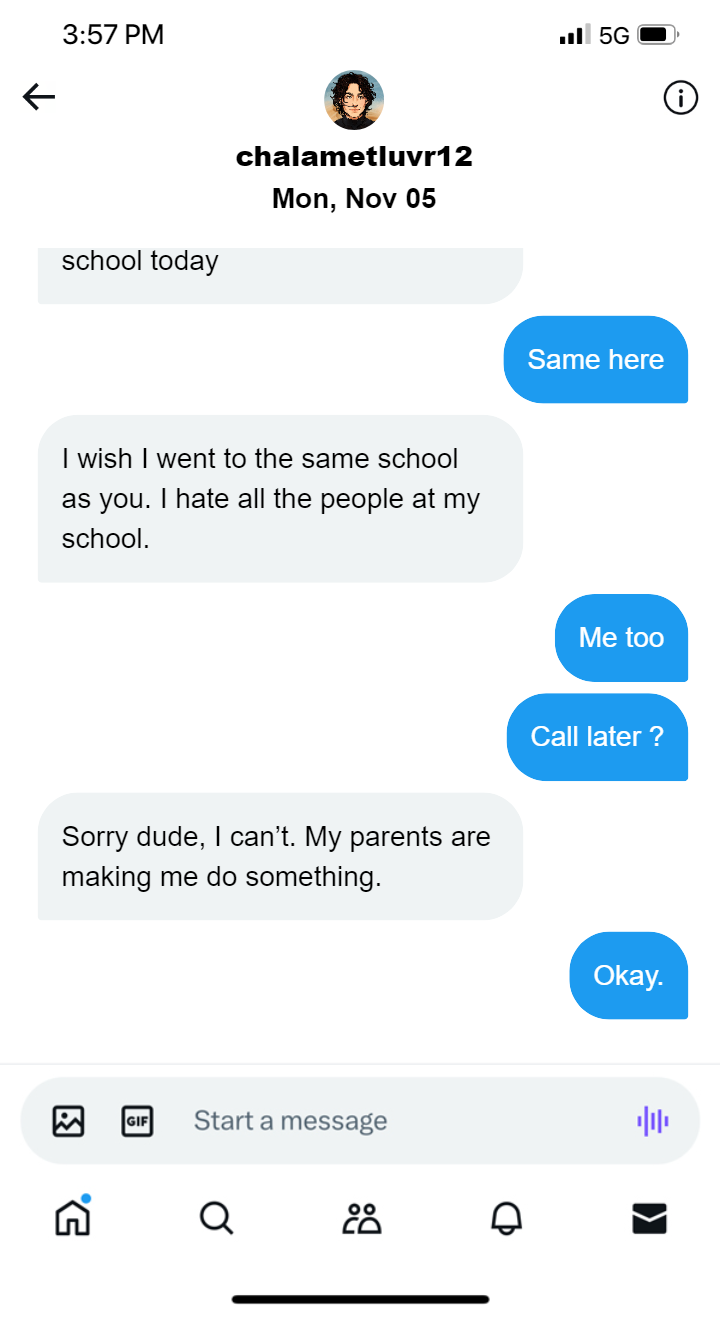 3:57 PM
5G
chalametluvr12
Mon, Nov 05
school today
Same here
I wish I went to the same school
as you. I hate all the people at my
school.
Me too
Call later ?
Sorry dude, I can’t. My parents are
making me do something.
Okay.
GIF
Start a message